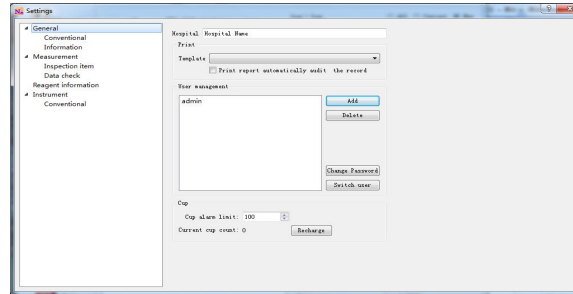 Settings
General
Conventional
Information
Measurement
Inspection item
Data check
Reagent information
Instrument
Conventional
Hospital Hospital Name
Print
Template
Print report automatically audit the record
User management
admin
Add
Delete
Change Password
Switch user
Cup
Cup alarm limit: 100
Current cup count: 0 Recharge